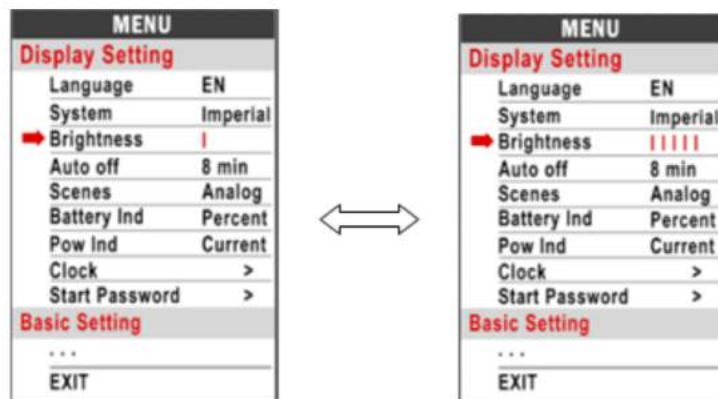 MENU
Display Setting
Language EN
System Imperial
Brightness I
Auto off 8 min
Scenes Analog
Battery Ind Percent
Pow Ind Current
Clock >
Start Password >
Basic Setting
...
EXIT
MENU
Display Setting
Language EN
System Imperial
Brightness IIIII
Auto off 8 min
Scenes Analog
Battery Ind Percent
Pow Ind Current
Clock >
Start Password >
Basic Setting
...
EXIT